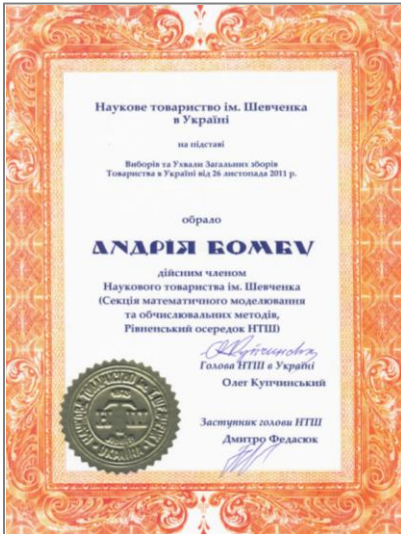 Наукове товариство ім. Шевченка
в Україні
на підставі
Виборів та Ухвали Загальних зборів
Товариства в Україні від 26 листопада 2011 р.
обрало
АНДРІЯ БОМБУ
дійсним членом
Наукового товариства ім. Шевченка
(Секція математичного моделювання
та обчислювальних методів,
Рівненський осередок НТШ)
Голова НТШ в Україні
Олег Купчинський
Заступник голови НТШ
Дмитро Федасюк
УКРАЇНА